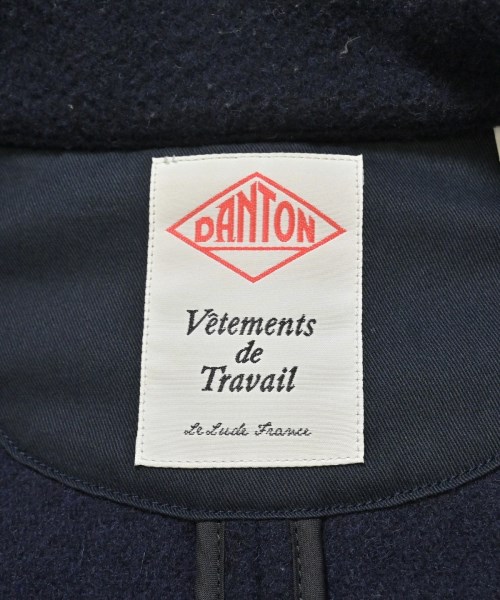 DANTON
Vêtements
de
Travail
Le Lude France